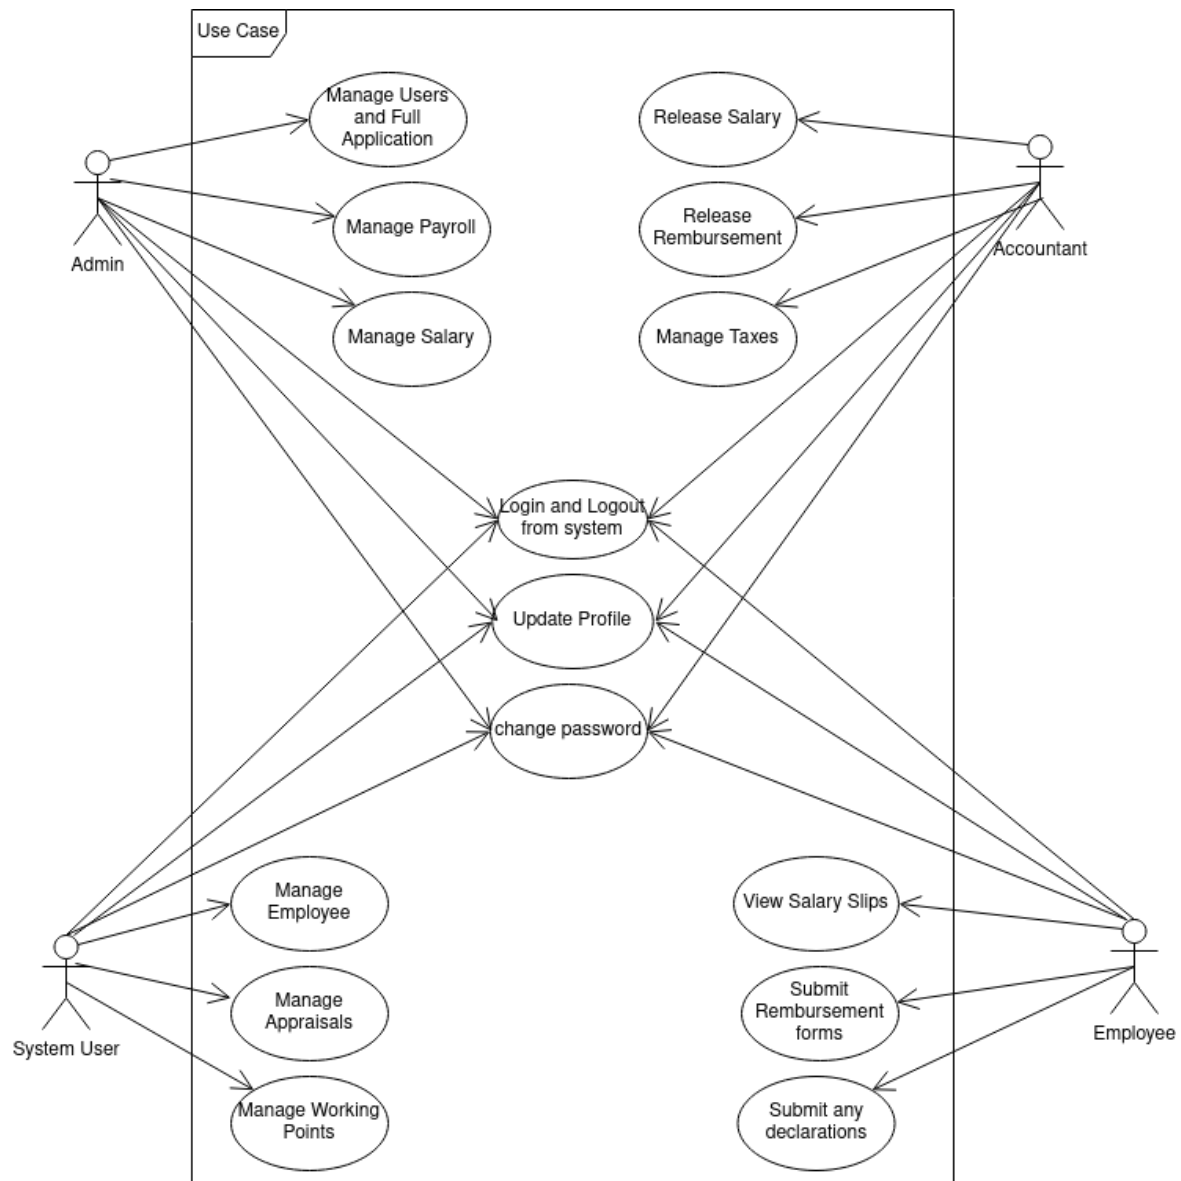 Use Case
Manage Users
and Full
Application
Release Salary
Manage Payroll
Release
Rembursement
Admin
Accountant
Manage Salary
Manage Taxes
Login and Logout
from system
Update Profile
change password
Manage
Employee
View Salary Slips
Manage
Appraisals
Submit
Rembursement
forms
System User
Employee
Manage Working
Points
Submit any
declarations